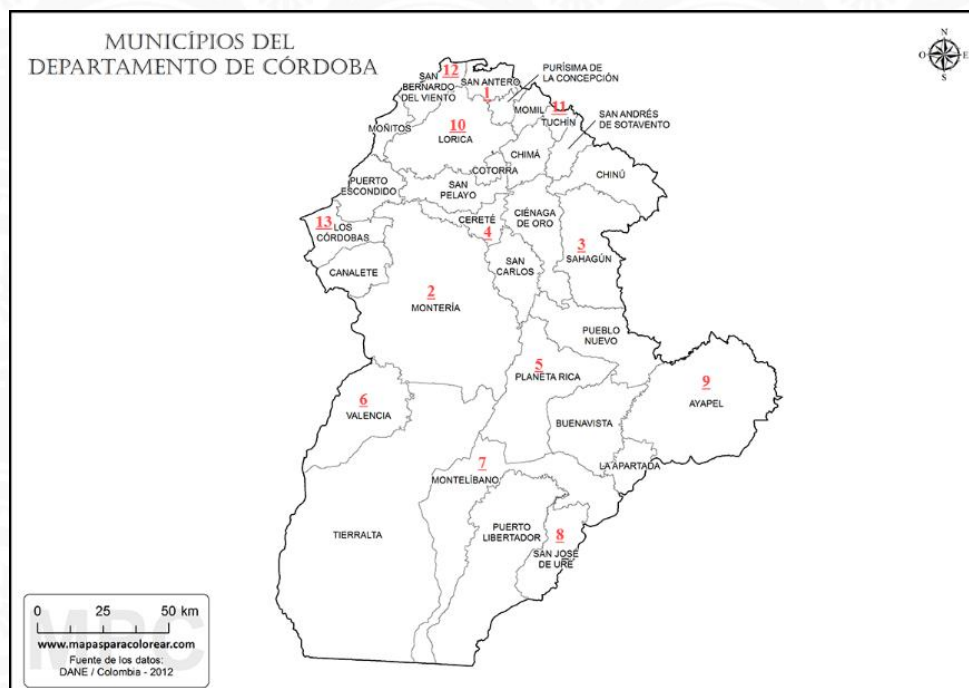 MUNICÍPIOS DEL
DEPARTAMENTO DE CÓRDOBA
N
O
E
S
12
SAN
BERNARDO
DEL VIENTO
SAN ANTERO
1
PURÍSIMA DE
LA CONCEPCIÓN
MOMIL
11
TUCHÍN
SAN ANDRÉS
DE SOTAVENTO
MOÑITOS
10
LORICA
CHIMÁ
COTORRA
CHINÚ
PUERTO
ESCONDIDO
SAN
PELAYO
CERETÉ
4
CIÉNAGA
DE ORO
13
LOS
CÓRDOBAS
3
SAHAGÚN
CANALETE
SAN
CARLOS
2
MONTERÍA
PUEBLO
NUEVO
5
PLANETA RICA
9
AYAPEL
6
VALENCIA
BUENAVISTA
7
MONTELÍBANO
LA APARTADA
TIERRALTA
PUERTO
LIBERTADOR
8
SAN JOSÉ
DE URE
0 25 50 km
MPC
www.mapasparacolorear.com
Fuente de los datos:
DANE / Colombia - 2012